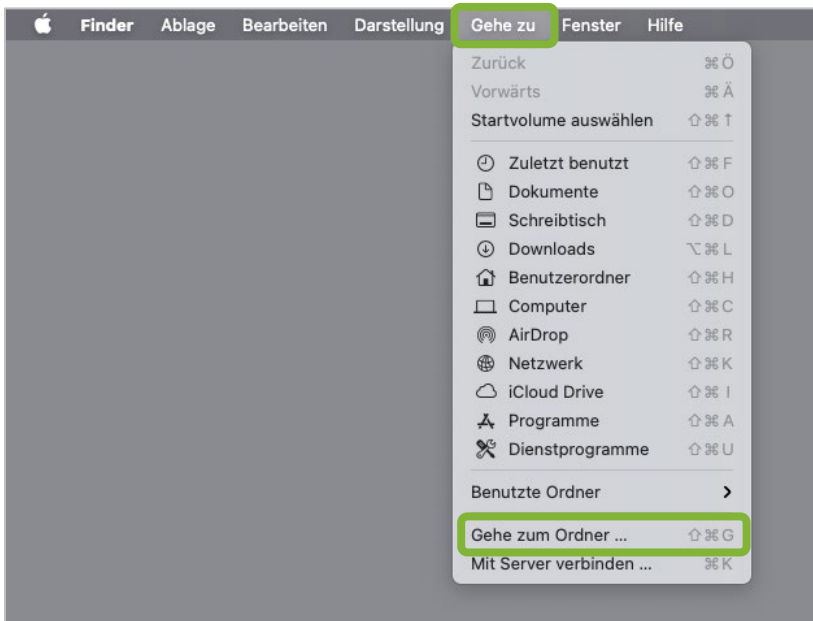 Finder Ablage Bearbeiten Darstellung Gehe zu Fenster Hilfe
Zurück ⌘Ö
Vorwärts ⌘Ä
Startvolume auswählen ⇧⌘↑
Zuletzt benutzt ⇧⌘F
Dokumente ⇧⌘O
Schreibtisch ⇧⌘D
Downloads ⌥⌘L
Benutzerordner ⇧⌘H
Computer ⇧⌘C
AirDrop ⇧⌘R
Netzwerk ⇧⌘K
iCloud Drive ⇧⌘I
Programme ⇧⌘A
Dienstprogramme ⇧⌘U
Benutzte Ordner
Gehe zum Ordner ... ⇧⌘G
Mit Server verbinden ... ⌘K